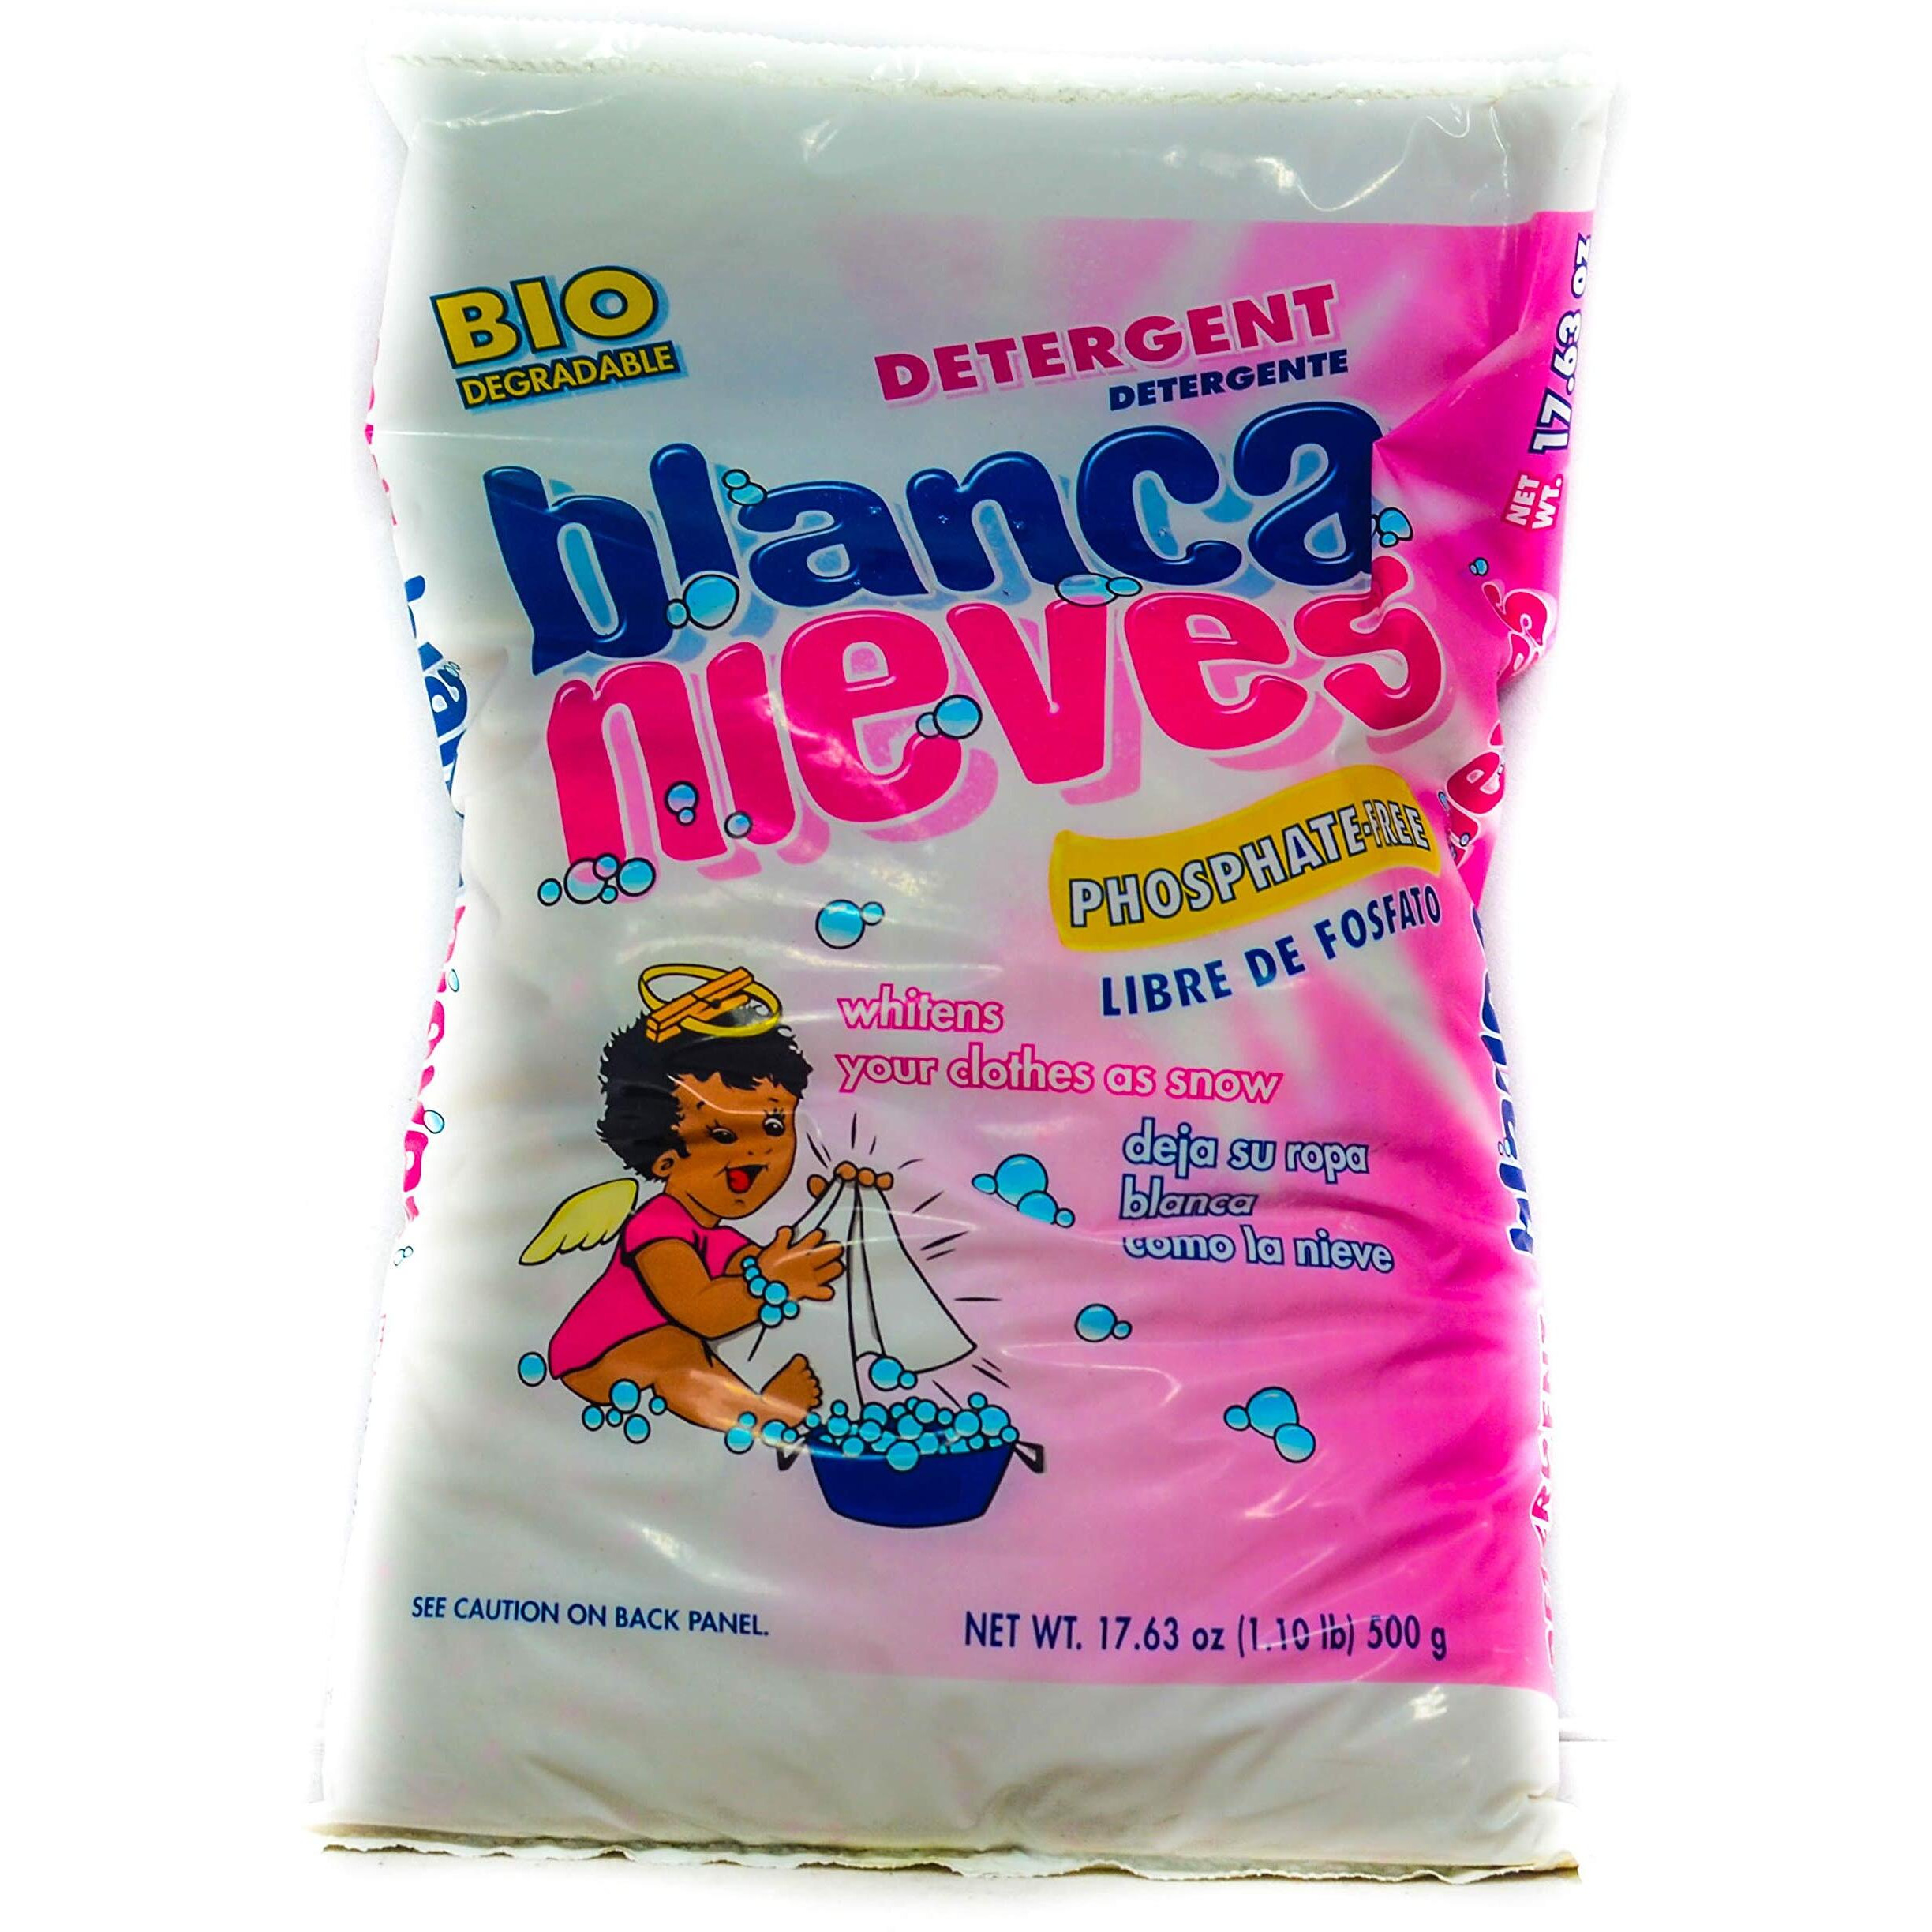 BIO
DEGRADABLE
DETERGENT
DETERGENTE
blanca
nieves
PHOSPHATE-FREE
LIBRE DE FOSFATO
whitens
your clothes as snow
deja su ropa
blanca
como la nieve
SEE CAUTION ON BACK PANEL.
NET WT. 17.63 oz (1.10 lb) 500 g
NET
WT. 17.63 oz